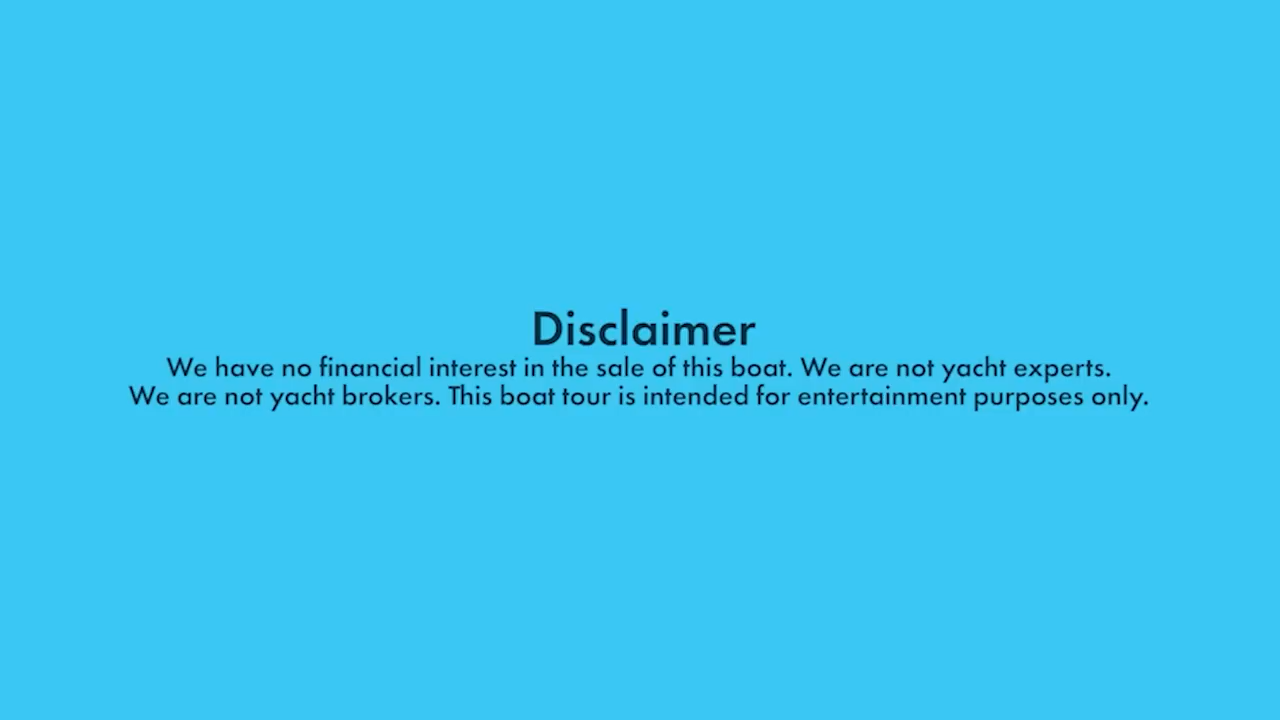 Disclaimer
We have no financial interest in the sale of this boat. We are not yacht experts.
We are not yacht brokers. This boat tour is intended for entertainment purposes only.